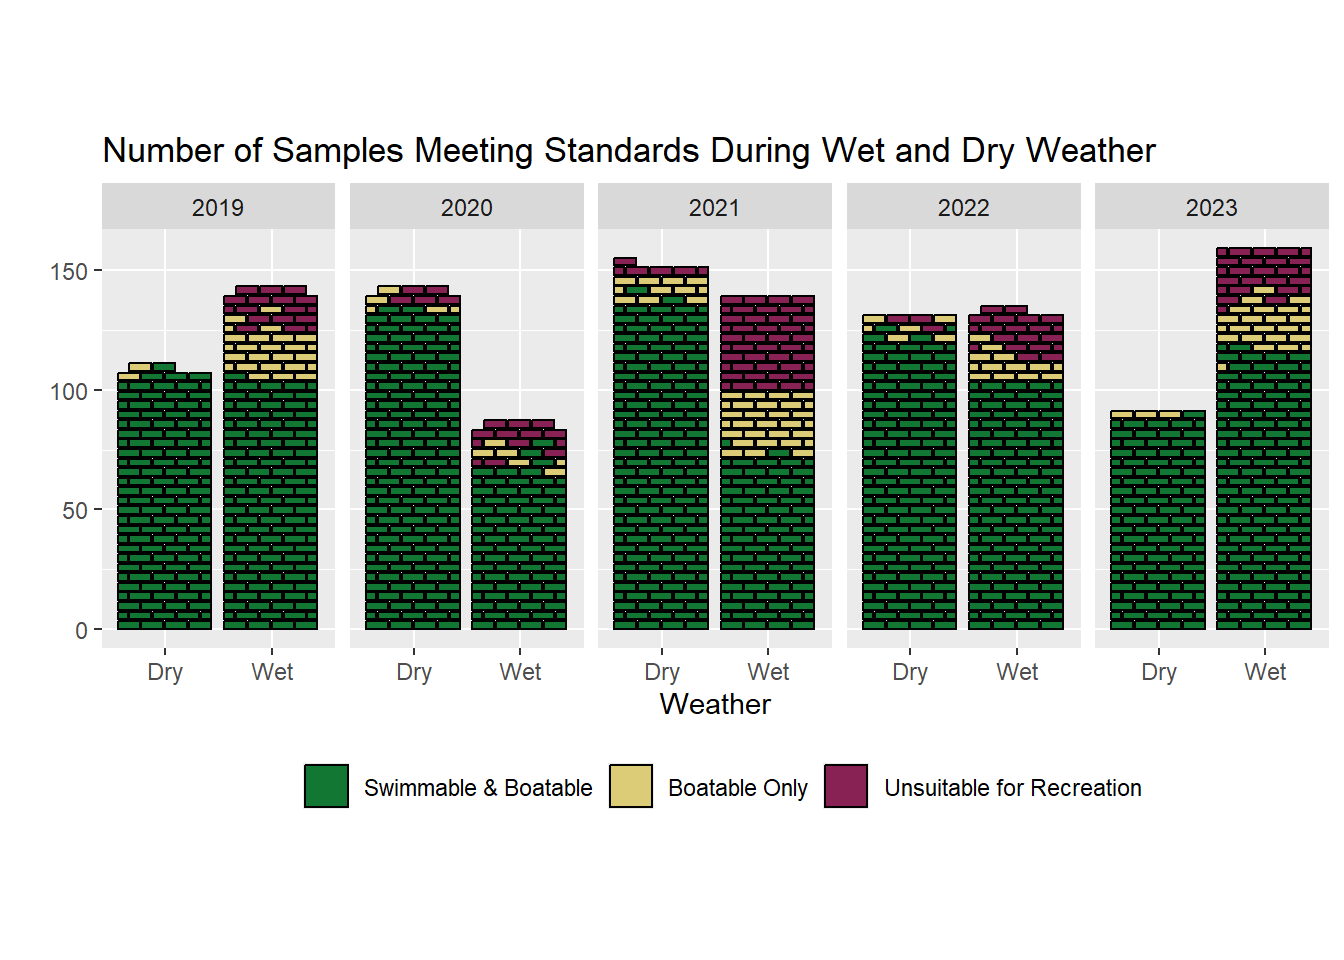 Number of Samples Meeting Standards During Wet and Dry Weather
2019 2020 2021 2022 2023
150
100
50
0
Dry Wet Dry Wet Dry Wet Dry Wet Dry Wet
Weather
Swimmable & Boatable Boatable Only Unsuitable for Recreation